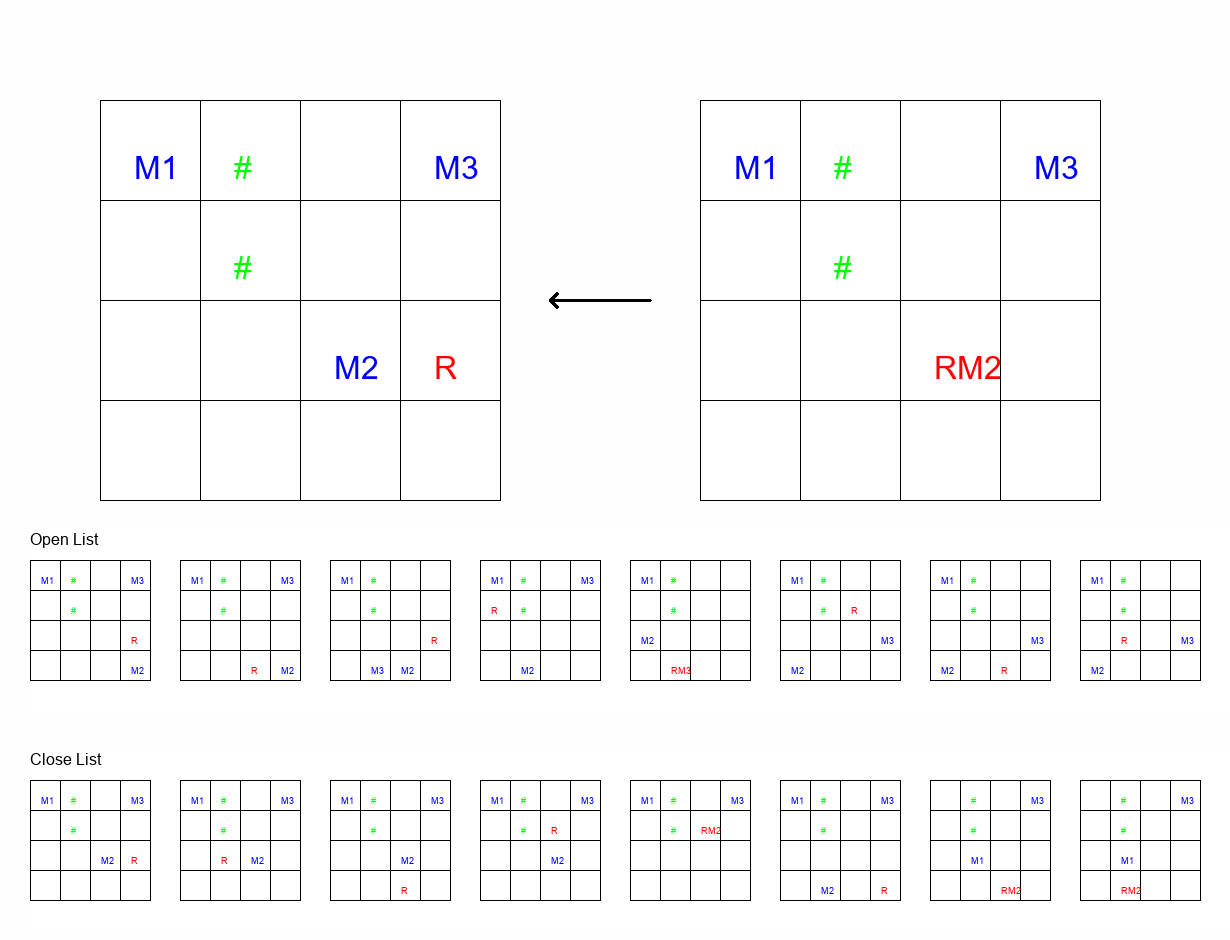 M1 # M3 M1 # M3
# #
M2 R RM2
Open List
M1 # M3 M1 # M3 M1 # M1 # M3 M1 # M1 # M1 # M1 #
# # # R # # # R # #
R R M2 M3 M3 R M3
M2 R M2 M3 M2 M2 RM3 M2 M2 R M2
Close List
M1 # M3 M1 # M3 M1 # M3 M1 # M3 M1 # M3 M1 # M3 # M3 # M3
# # # # R # RM2 # # #
M2 R R M2 M2 M2 M1 M1
R M2 R RM2 RM2